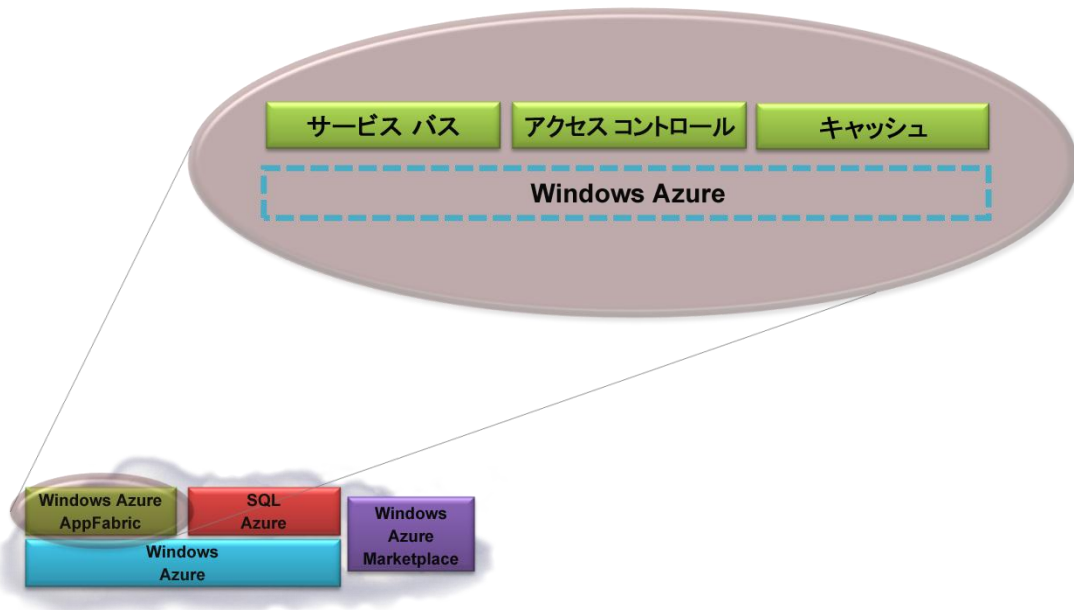 サービス バス
アクセス コントロール
キャッシュ
Windows Azure
Windows Azure
AppFabric
SQL
Azure
Windows
Azure
Marketplace
Windows
Azure